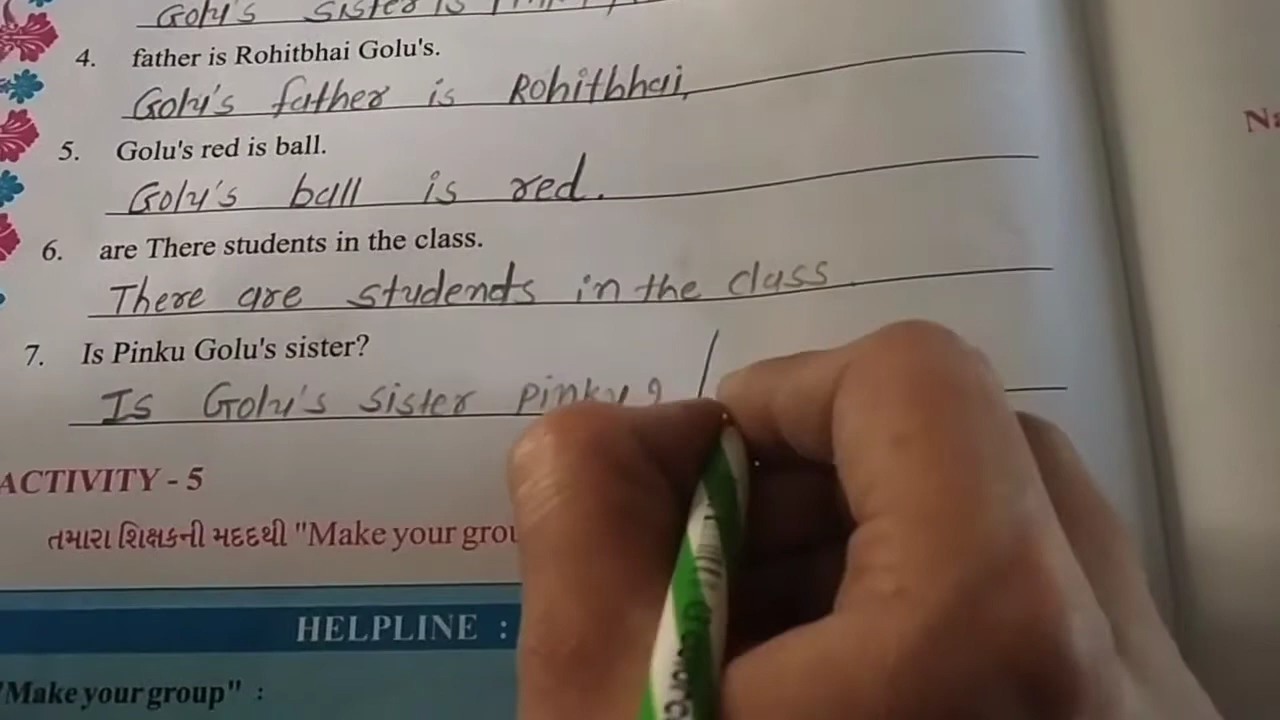 Golu's sister is
4. father is Rohitbhai Golu's.
Golu's father is Rohitbhai.
5. Golu's red is ball.
Golu's ball is red.
6. are There students in the class.
There are students in the class.
7. Is Pinku Golu's sister?
Is Golu's sister pinky?
ACTIVITY - 5
તમારા શિક્ષકની મદદથી "Make your grou
HELPLINE :
"Make your group" :